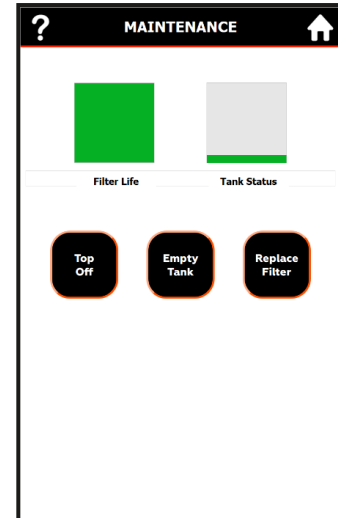 ?
MAINTENANCE
Filter Life
Tank Status
Top
Off
Empty
Tank
Replace
Filter